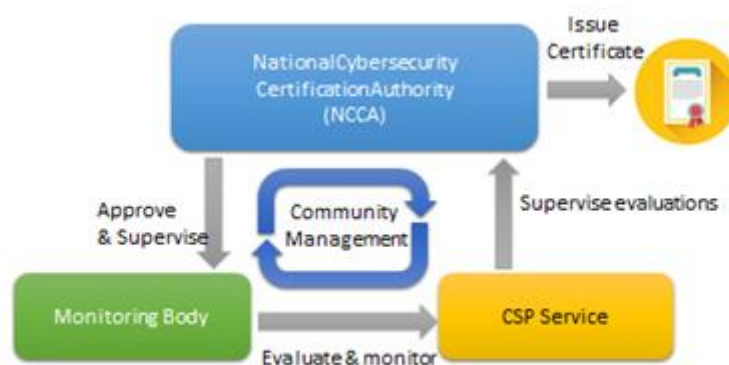 Issue
Certificate
NationalCybersecurity
CertificationAuthority
(NCCA)
Approve
& Supervise
Community
Management
Supervise evaluations
Monitoring Body
CSP Service
Evaluate & monitor